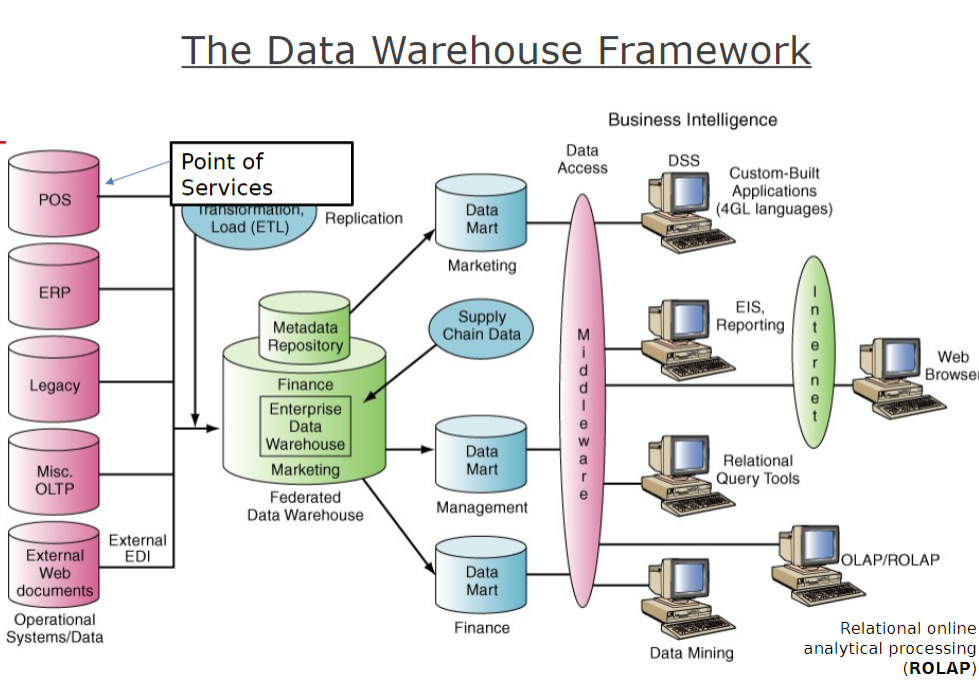 The Data Warehouse Framework
Business Intelligence
Point of
Services
POS
ERP
Legacy
Misc.
OLTP
External
Web
documents
Operational
Systems/Data
External
EDI
Transformation,
Load (ETL)
Replication
Metadata
Repository
Finance
Enterprise
Data
Warehouse
Marketing
Federated
Data Warehouse
Supply
Chain Data
Data
Mart
Marketing
Data
Mart
Management
Data
Mart
Finance
Data
Access
Middleware
DSS
Custom-Built
Applications
(4GL languages)
EIS,
Reporting
Internet
Web
Browser
Relational
Query Tools
OLAP/ROLAP
Data Mining
Relational online
analytical processing
(ROLAP)